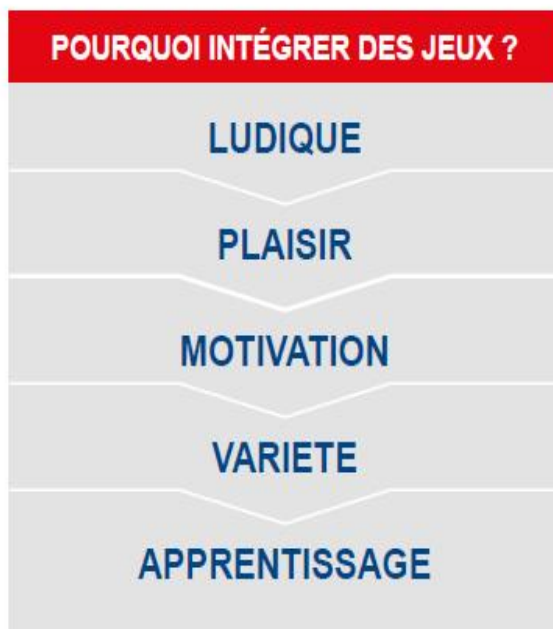 POURQUOI INTÉGRER DES JEUX ?
LUDIQUE
PLAISIR
MOTIVATION
VARIETE
APPRENTISSAGE